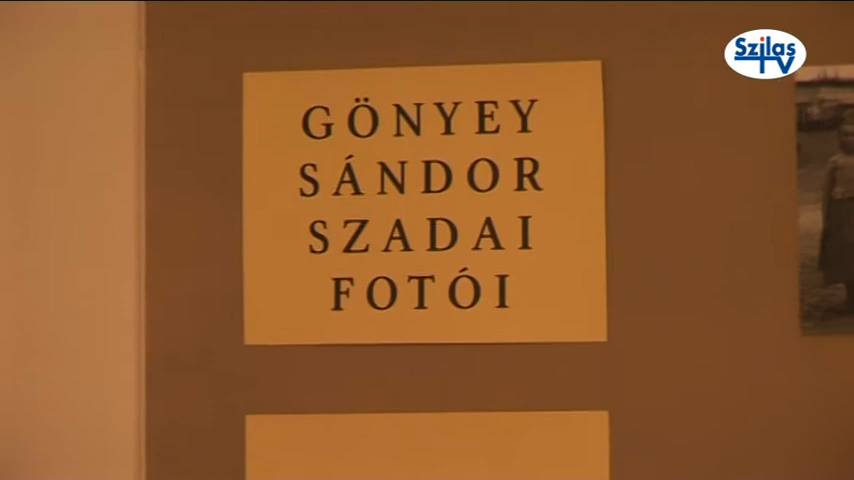 Szilas
TV
GÖNYEY
SÁNDOR
SZADAI
FOTÓI